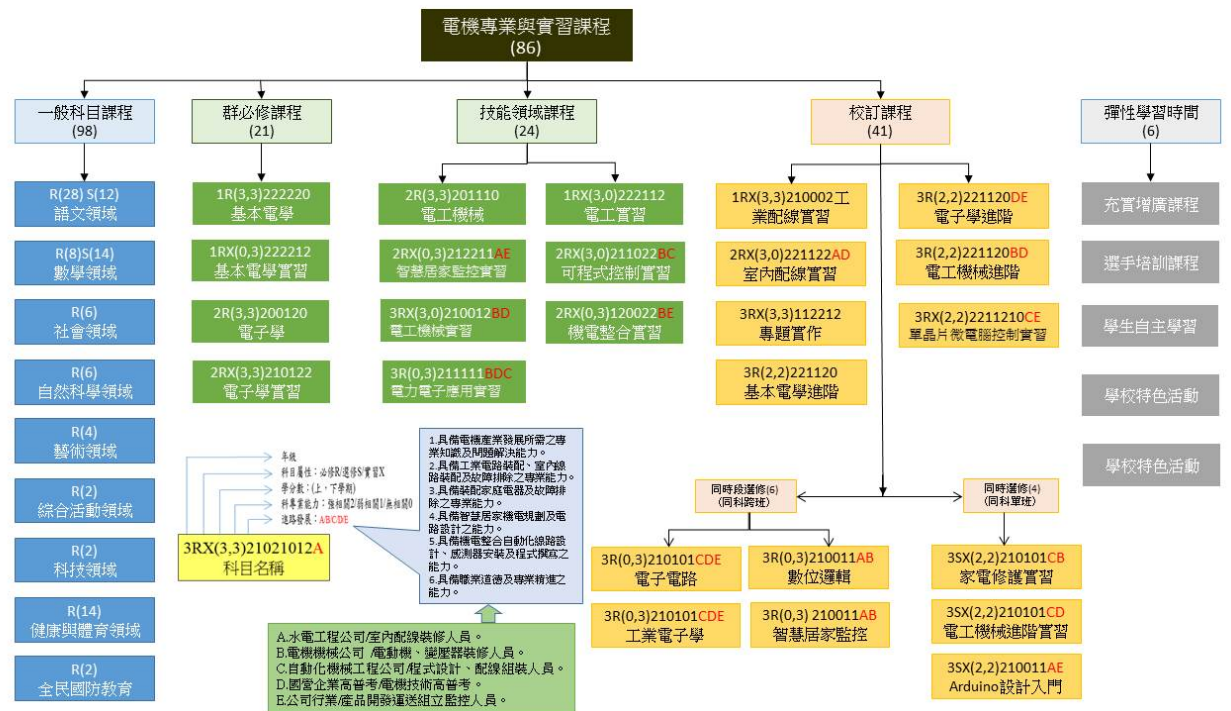 電機專業與實習課程
(86)
一般科目課程
(98)
群必修課程
(21)
技能領域課程
(24)
校訂課程
(41)
彈性學習時間
(6)
R(28) S(12)
語文領域
R(8)S(14)
數學領域
R(6)
社會領域
R(6)
自然科學領域
R(4)
藝術領域
R(2)
綜合活動領域
R(2)
科技領域
R(14)
健康與體育領域
R(2)
全民國防教育
1R(3,3)222220
基本電學
1RX(0,3)222212
基本電學實習
2R(3,3)200120
電子學
2RX(3,3)210122
電子學實習
2R(3,3)201110
電工機械
2RX(0,3)212211AE
智慧居家監控實習
3RX(3,0)210012BD
電工機械實習
3R(0,3)211111BDC
電力電子應用實習
1RX(3,0)222112
電工實習
2RX(3,0)211022BC
可程式控制實習
2RX(0,3)120022BE
機電整合實習
1RX(3,3)210002工
業配線實習
2RX(3,0)221122AD
室內配線實習
3RX(3,3)112212
專題實作
3R(2,2)221120
基本電學進階
3R(2,2)221120DE
電子學進階
3R(2,2)221120BD
電工機械進階
3RX(2,2)2211210CE
單晶片微電腦控制實習
充實增廣課程
選手培訓課程
學生自主學習
學校特色活動
學校特色活動
年級
科目屬性：必修R/選修S/實習X
學分數：(上，下學期)
科專業能力：強相關2/弱相關1/無相關0
進路發展：ABCDE
3RX(3,3)21021012A
科目名稱
1.具備電機產業發展所需之專
業知識及問題解決能力。
2.具備工業電路裝配、室內線
路裝配及故障排除之專業能力。
3.具備裝配家庭電器及故障排
除之專業能力。
4.具備智慧居家機電規劃及電
路設計之能力。
5.具備機電整合自動化線路設
計、感測器安裝及程式撰寫之
能力。
6.具備職業道德及專業精進之
能力。
A.水電工程公司/室內配線裝修人員。
B.電機機械公司 /電動機、變壓器裝修人員。
C.自動化機械工程公司/程式設計、配線組裝人員。
D.國營企業高普考/電機技術高普考。
E.公司行業/產品開發運送組立監控人員。
同時段選修(6)
(同科跨班)
同時選修(4)
(同科單班)
3R(0,3)210101CDE
電子電路
3R(0,3)210101CDE
工業電子學
3R(0,3)210011AB
數位邏輯
3R(0,3) 210011AB
智慧居家監控
3SX(2,2)210101CB
家電修護實習
3SX(2,2)210101CD
電工機械進階實習
3SX(2,2)210011AE
Arduino設計入門